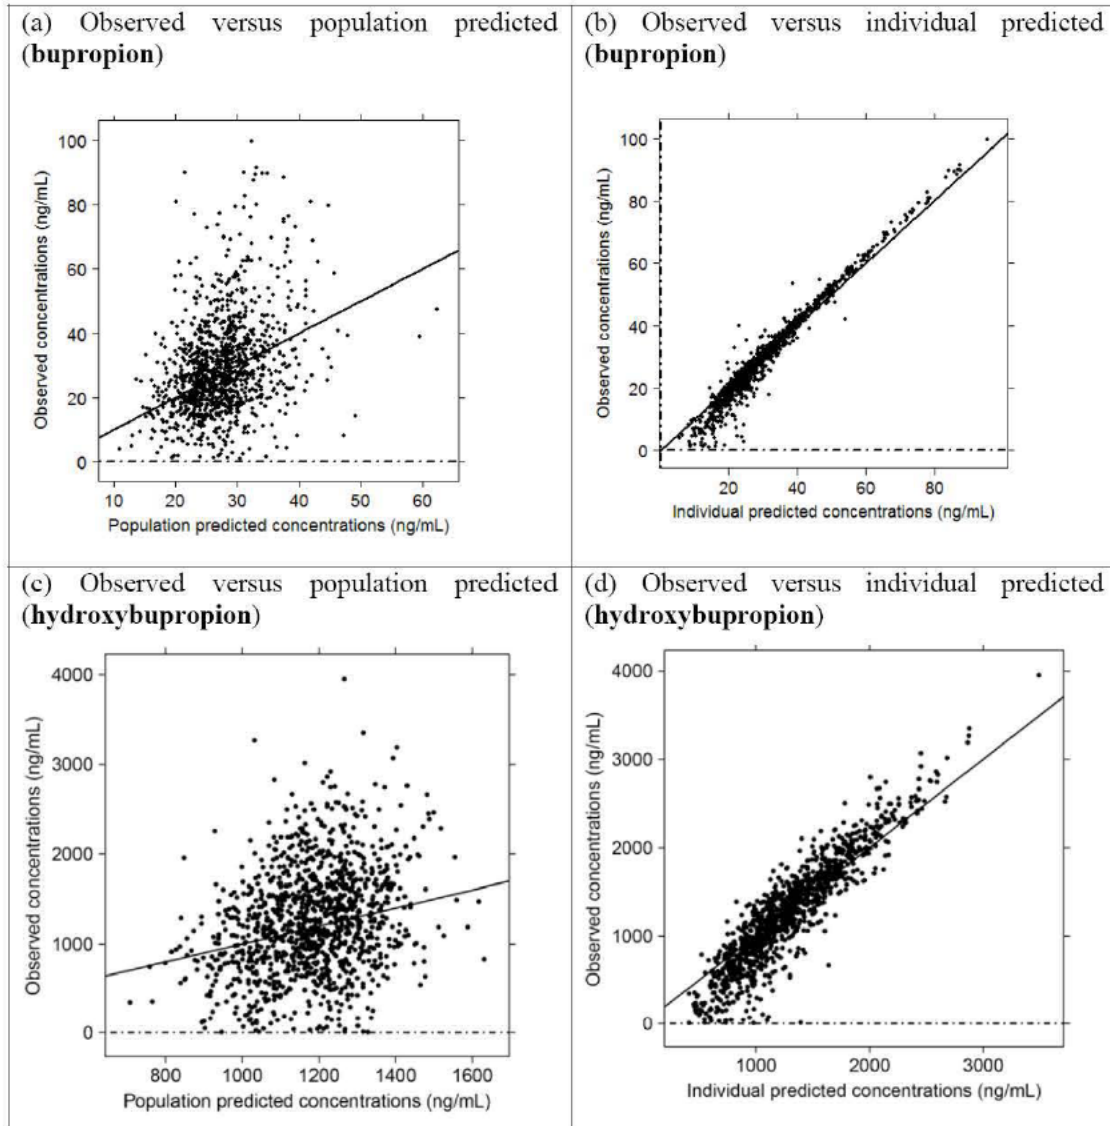 (a) Observed versus population predicted
(bupropion)
Observed concentrations (ng/mL)
100
80
60
40
20
0
10 20 30 40 50 60
Population predicted concentrations (ng/mL)
(b) Observed versus individual predicted
(bupropion)
Observed concentrations (ng/mL)
100
80
60
40
20
0
20 40 60 80
Individual predicted concentrations (ng/mL)
(c) Observed versus population predicted
(hydroxybupropion)
Observed concentrations (ng/mL)
4000
3000
2000
1000
0
800 1000 1200 1400 1600
Population predicted concentrations (ng/mL)
(d) Observed versus individual predicted
(hydroxybupropion)
Observed concentrations (ng/mL)
4000
3000
2000
1000
0
1000 2000 3000
Individual predicted concentrations (ng/mL)